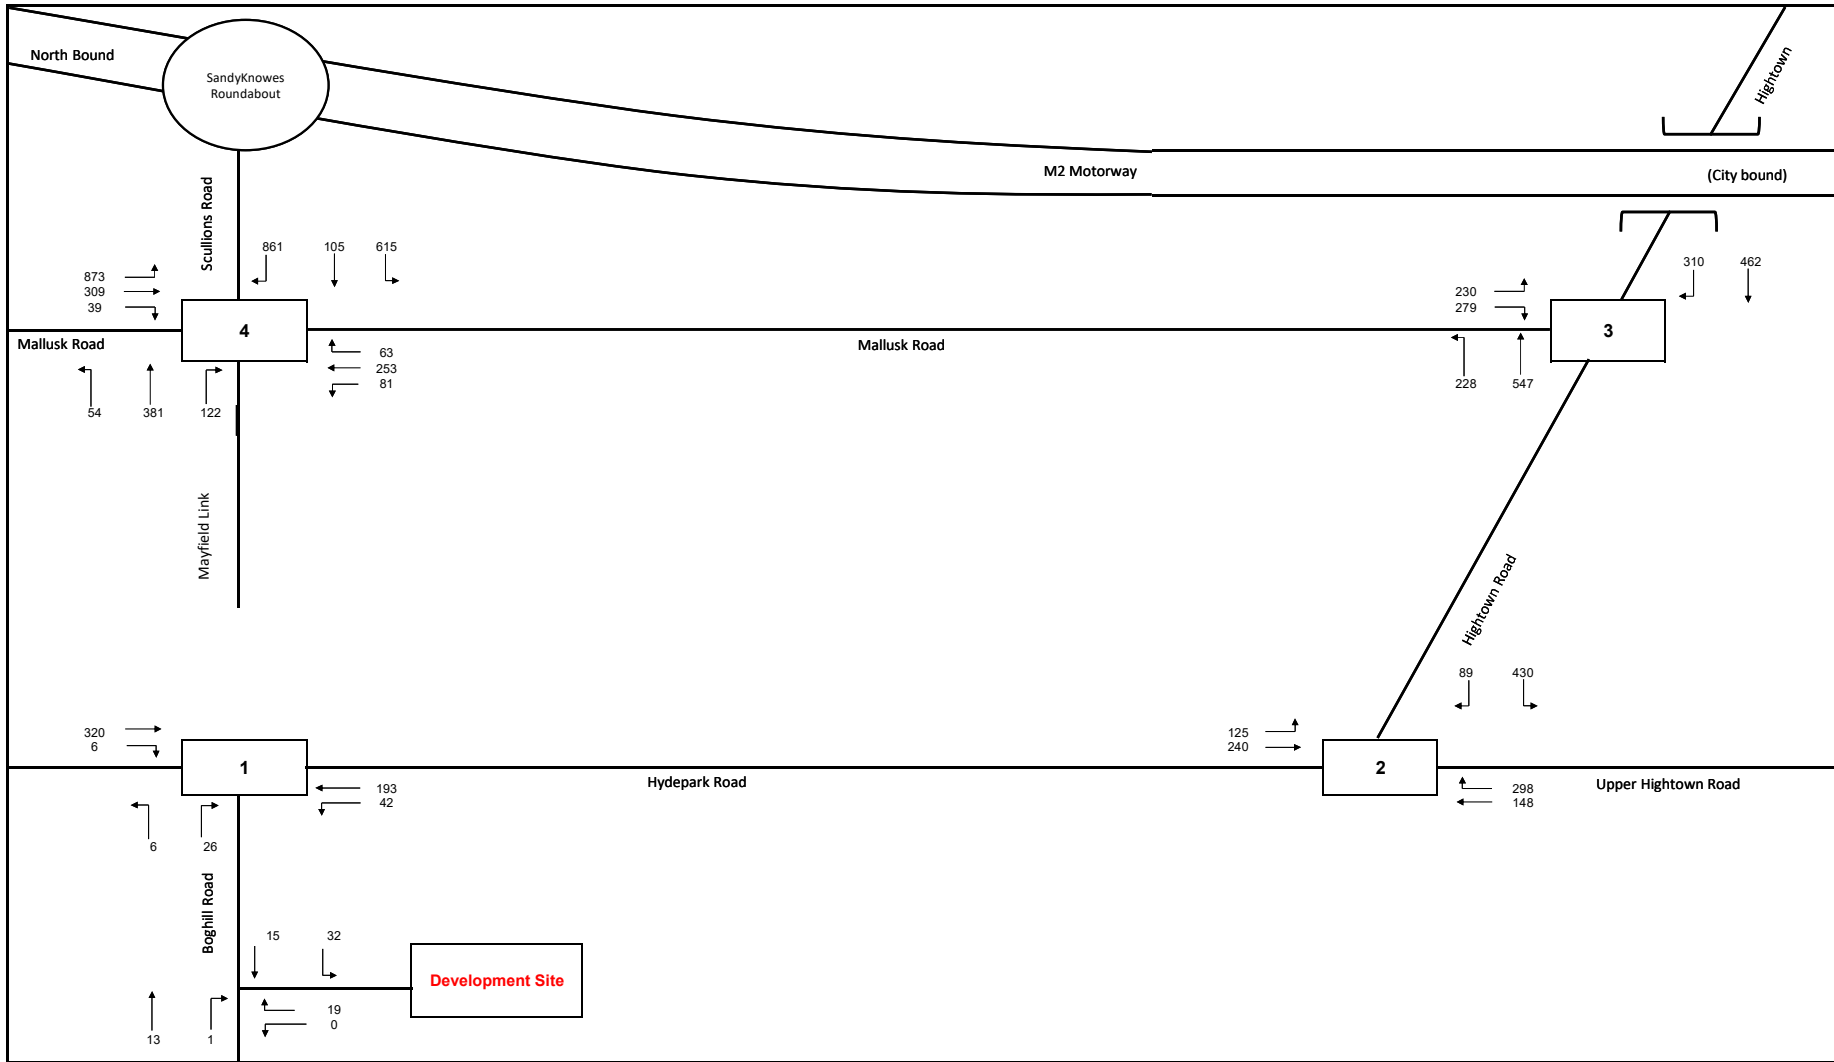 Hightown
North Bound
SandyKnowes
Roundabout
M2 Motorway
(City bound)
Scullions Road
861 105 615
310 462
873
309
39
230
279
4
3
Mallusk Road
Mallusk Road
63
253
81
54 381 122
228 547
Mayfield Link
Hightown Road
89 430
320
6
125
240
1
2
Hydepark Road
Upper Hightown Road
193
42
298
148
6 26
Boghill Road
15 32
Development Site
19
0
13 1